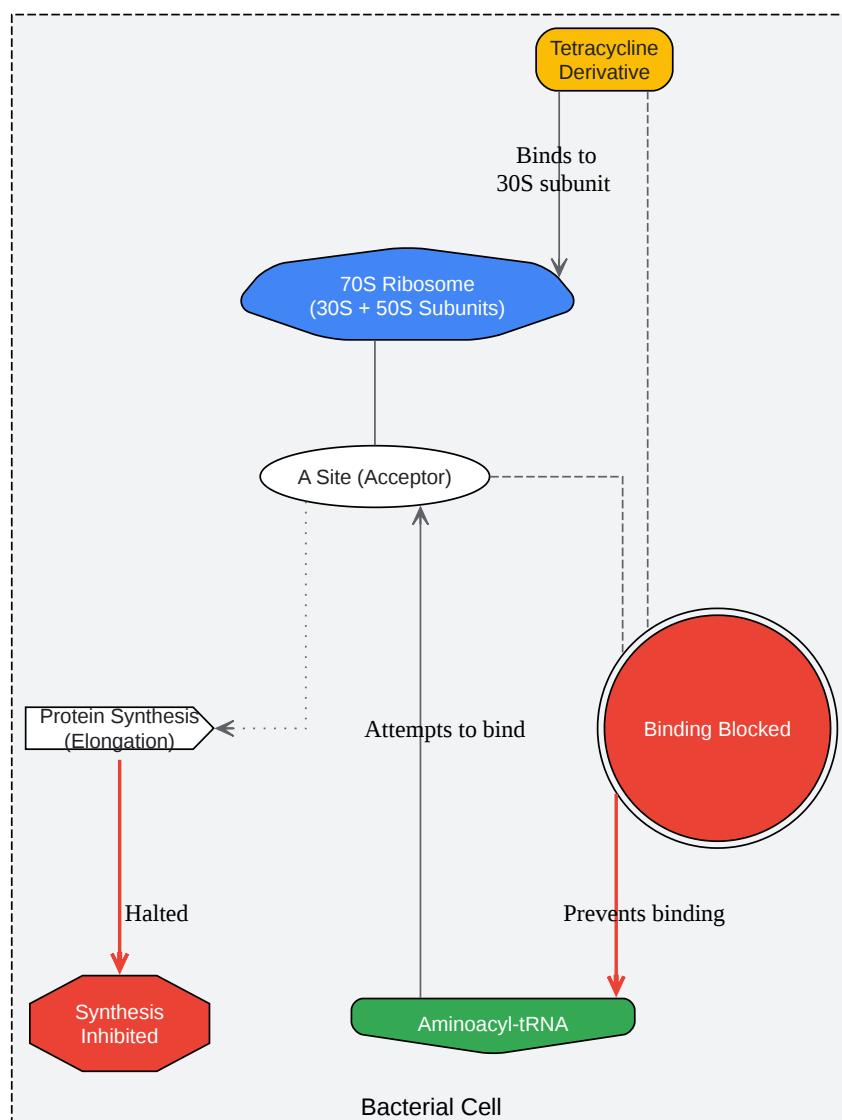 Tetracycline
Derivative
Binds to
30S subunit
70S Ribosome
(30S + 50S Subunits)
A Site (Acceptor)
Protein Synthesis
(Elongation)
Attempts to bind
Binding Blocked
Halted
Prevents binding
Synthesis
Inhibited
Aminoacyl-tRNA
Bacterial Cell